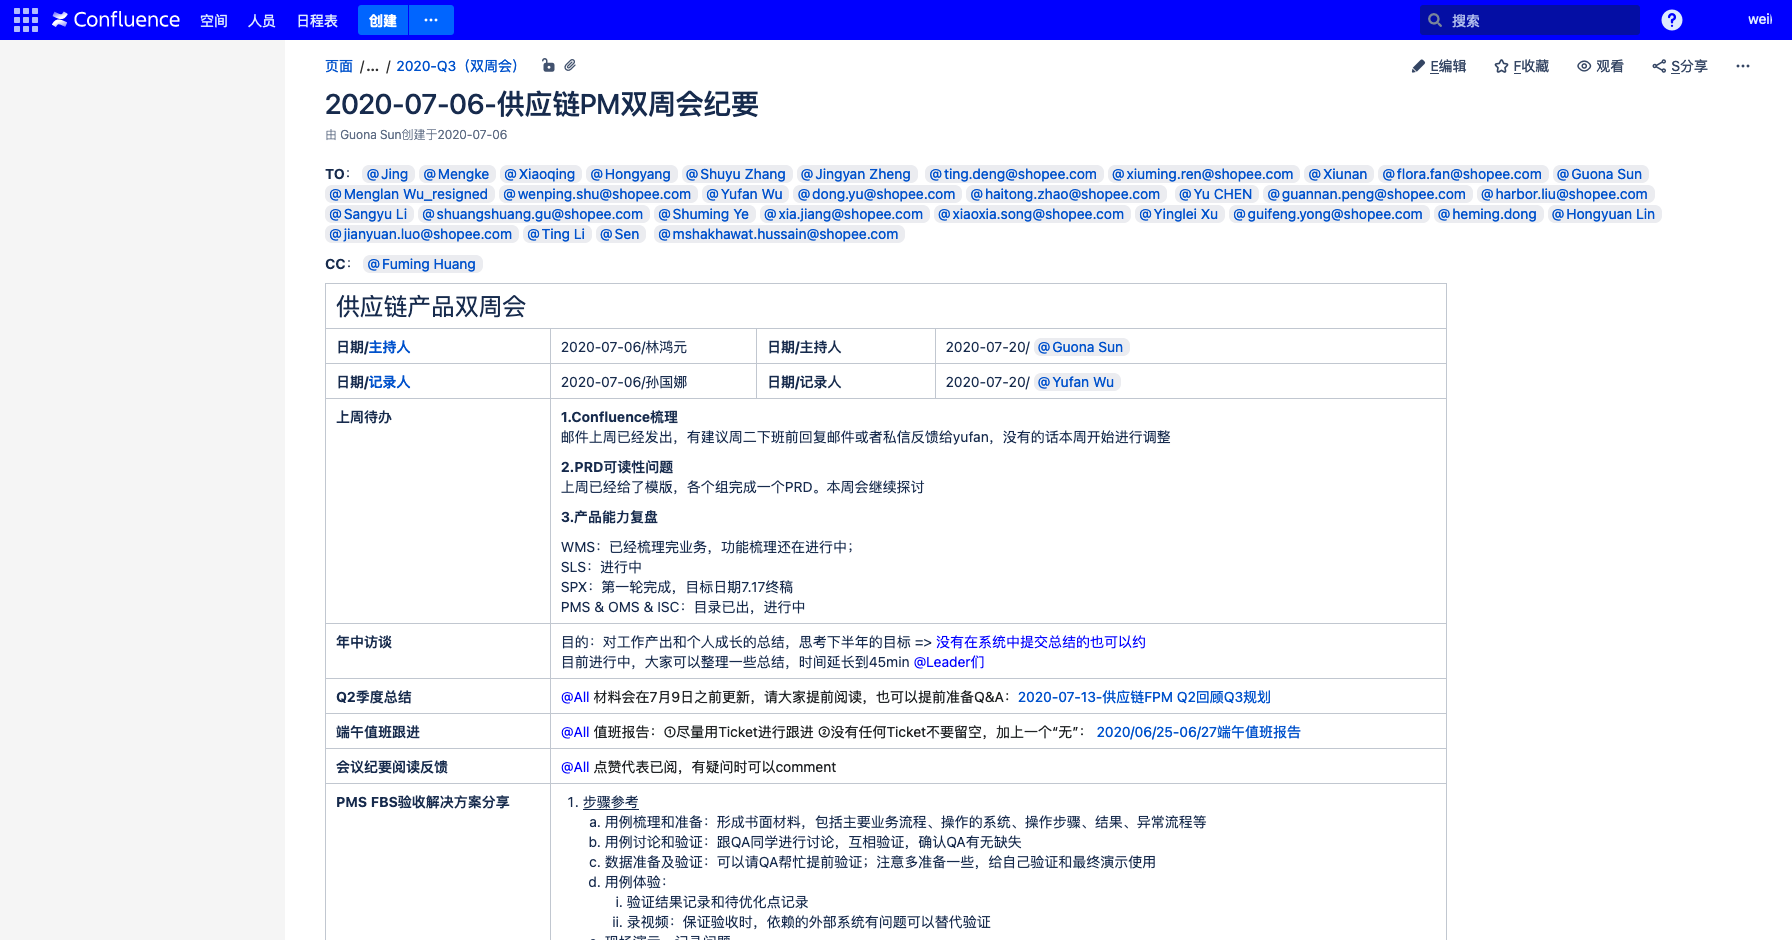 Confluence 空间 人员 日程表 创建 ··· 搜索 weil
页面 /... / 2020-Q3（双周会） E编辑 F收藏 观看 S分享 ···
2020-07-06-供应链PM双周会纪要
由 Guona Sun创建于2020-07-06
TO： @Jing @Mengke @Xiaoqing @Hongyang @Shuyu Zhang @Jingyan Zheng @ting.deng@shopee.com @xiuming.ren@shopee.com @Xiunan @flora.fan@shopee.com @Guona Sun
@Menglan Wu_resigned @wenping.shu@shopee.com @Yufan Wu @dong.yu@shopee.com @haitong.zhao@shopee.com @Yu CHEN @guannan.peng@shopee.com @harbor.liu@shopee.com
@Sangyu Li @shuangshuang.gu@shopee.com @Shuming Ye @xia.jiang@shopee.com @xiaoxia.song@shopee.com @Yinglei Xu @guifeng.yong@shopee.com @heming.dong @Hongyuan Lin
@jianyuan.luo@shopee.com @Ting Li @Sen @mshakhawat.hussain@shopee.com
CC： @Fuming Huang
供应链产品双周会
日期/主持人 2020-07-06/林鸿元 日期/主持人 2020-07-20/ @Guona Sun
日期/记录人 2020-07-06/孙国娜 日期/记录人 2020-07-20/ @Yufan Wu
上周待办 1.Confluence梳理
邮件上周已经发出，有建议周二下班前回复邮件或者私信反馈给yufan，没有的话本周开始进行调整
2.PRD可读性问题
上周已经给了模版，各个组完成一个PRD。本周会继续探讨
3.产品能力复盘
WMS：已经梳理完业务，功能梳理还在进行中；
SLS：进行中
SPX：第一轮完成，目标日期7.17终稿
PMS & OMS & ISC：目录已出，进行中
年中访谈 目的：对工作产出和个人成长的总结，思考下半年的目标 => 没有在系统中提交总结的也可以约
目前进行中，大家可以整理一些总结，时间延长到45min @Leader们
Q2季度总结 @All 材料会在7月9日之前更新，请大家提前阅读，也可以提前准备Q&A：2020-07-13-供应链FPM Q2回顾Q3规划
端午值班跟进 @All 值班报告：①尽量用Ticket进行跟进 ②没有任何Ticket不要留空，加上一个“无”： 2020/06/25-06/27端午值班报告
会议纪要阅读反馈 @All 点赞代表已阅，有疑问时可以comment
PMS FBS验收解决方案分享 1. 步骤参考
a. 用例梳理和准备：形成书面材料，包括主要业务流程、操作的系统、操作步骤、结果、异常流程等
b. 用例讨论和验证：跟QA同学进行讨论，互相验证，确认QA有无缺失
c. 数据准备及验证：可以请QA帮忙提前验证；注意多准备一些，给自己验证和最终演示使用
d. 用例体验：
i. 验证结果记录和待优化点记录
ii. 录视频：保证验收时，依赖的外部系统有问题可以替代验证